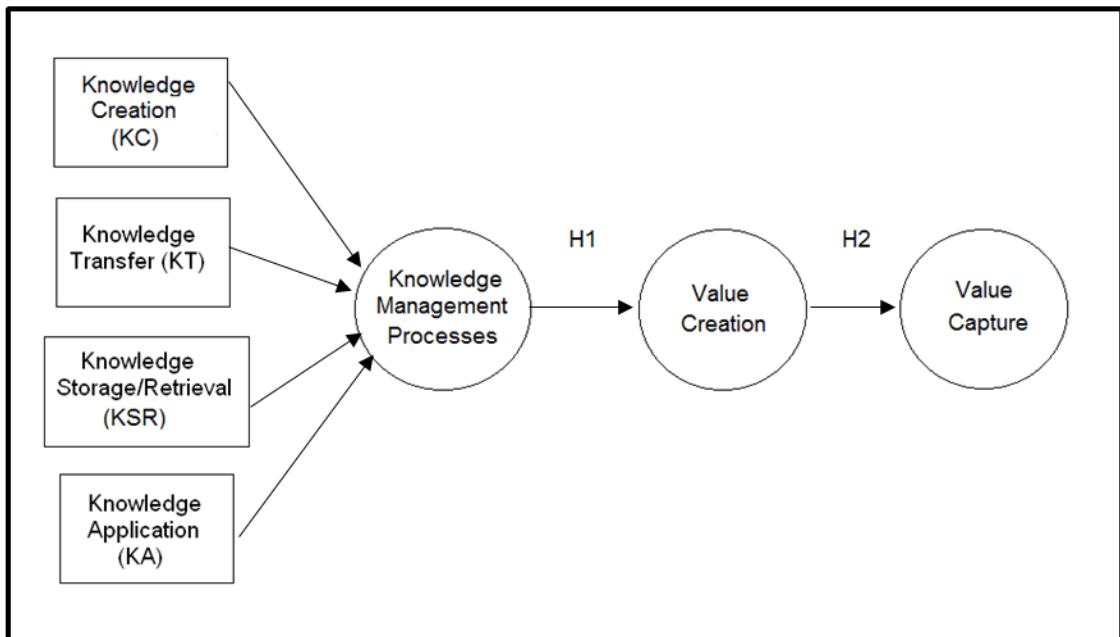 Knowledge
Creation
(KC)
Knowledge
Transfer (KT)
Knowledge
Storage/Retrieval
(KSR)
Knowledge
Application
(KA)
Knowledge
Management
Processes
H1
Value
Creation
H2
Value
Capture